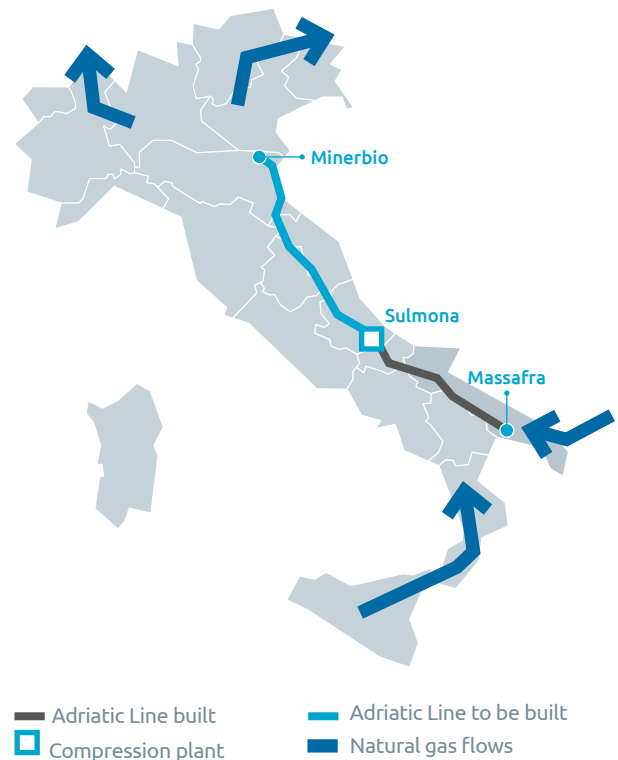 Minerbio
Sulmona
Massafra
Adriatic Line built
Adriatic Line to be built
Compression plant
Natural gas flows